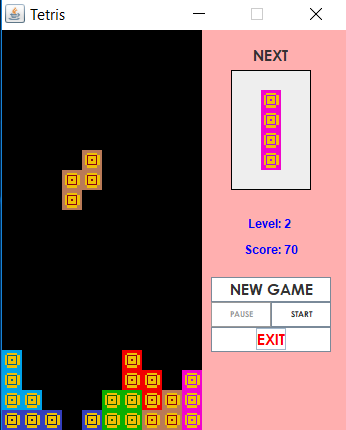 Tetris
NEXT
Level: 2
Score: 70
NEW GAME
PAUSE START
EXIT